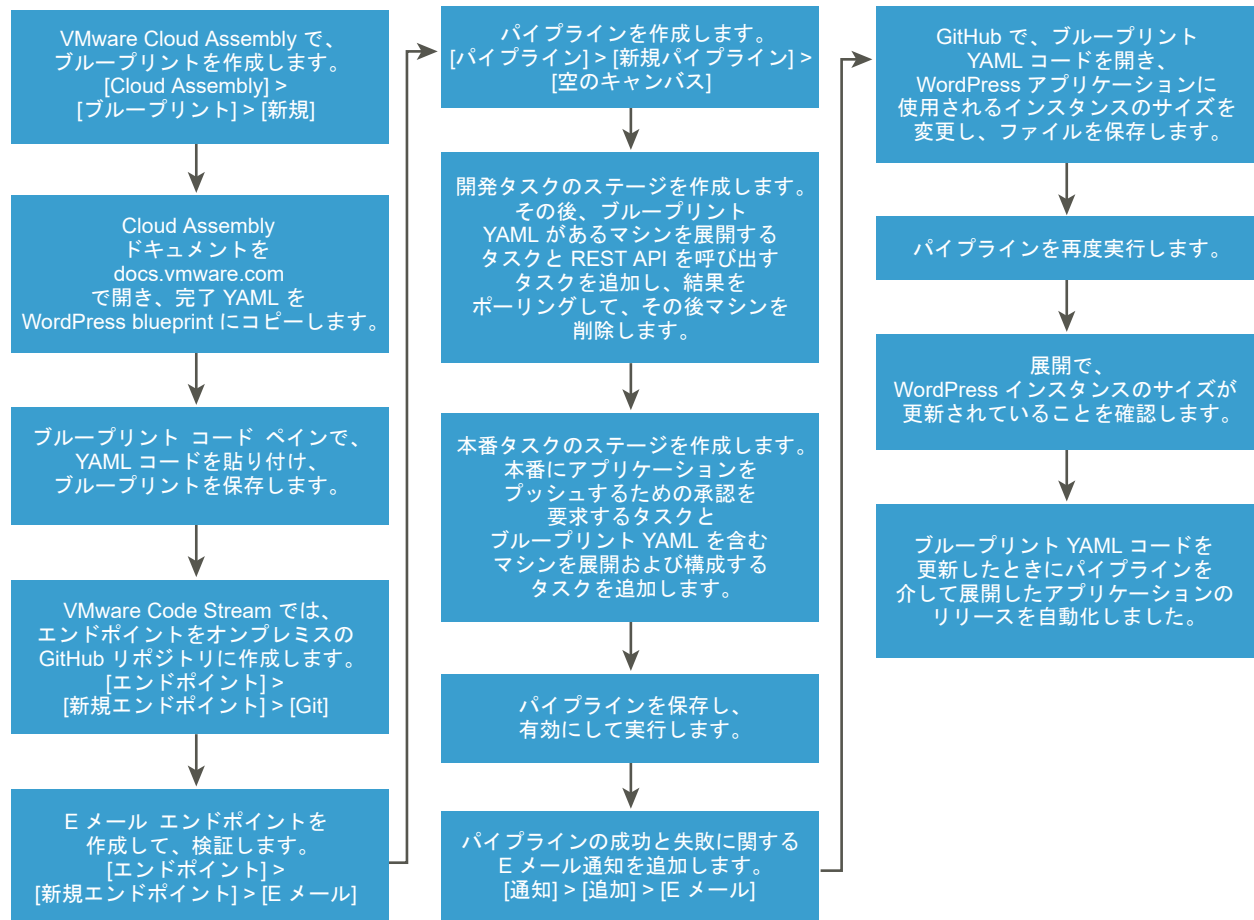 VMware Cloud Assembly で、
ブループリントを作成します。
[Cloud Assembly] >
[ブループリント] > [新規]
Cloud Assembly
ドキュメントを
docs.vmware.com
で開き、完了 YAML を
WordPress blueprint にコピーします。
ブループリント コード ペインで、
YAML コードを貼り付け、
ブループリントを保存します。
VMware Code Stream では、
エンドポイントをオンプレミスの
GitHub リポジトリに作成します。
[エンドポイント] >
[新規エンドポイント] > [Git]
E メール エンドポイントを
作成して、検証します。
[エンドポイント] >
[新規エンドポイント] > [E メール]
パイプラインを作成します。
[パイプライン] > [新規パイプライン] >
[空のキャンバス]
開発タスクのステージを作成します。
その後、ブループリント
YAML があるマシンを展開する
タスクと REST API を呼び出す
タスクを追加し、結果を
ポーリングして、その後マシンを
削除します。
本番タスクのステージを作成します。
本番にアプリケーションを
プッシュするための承認を
要求するタスクと
ブループリント YAML を含む
マシンを展開および構成する
タスクを追加します。
パイプラインを保存し、
有効にして実行します。
パイプラインの成功と失敗に関する
E メール通知を追加します。
[通知] > [追加] > [E メール]
GitHub で、ブループリント
YAML コードを開き、
WordPress アプリケーションに
使用されるインスタンスのサイズを
変更し、ファイルを保存します。
パイプラインを再度実行します。
展開で、
WordPress インスタンスのサイズが
更新されていることを確認します。
ブループリント YAML コードを
更新したときにパイプラインを
介して展開したアプリケーションの
リリースを自動化しました。